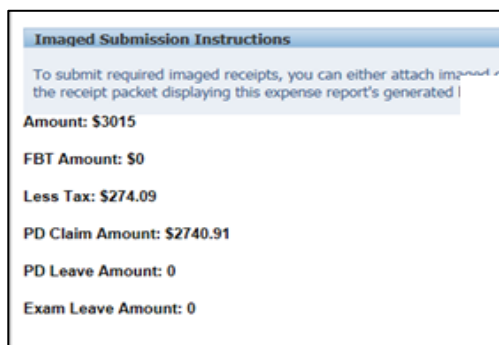 Imaged Submission Instructions
To submit required imaged receipts, you can either attach imaged
the receipt packet displaying this expense report's generated
Amount: $3015
FBT Amount: $0
Less Tax: $274.09
PD Claim Amount: $2740.91
PD Leave Amount: 0
Exam Leave Amount: 0